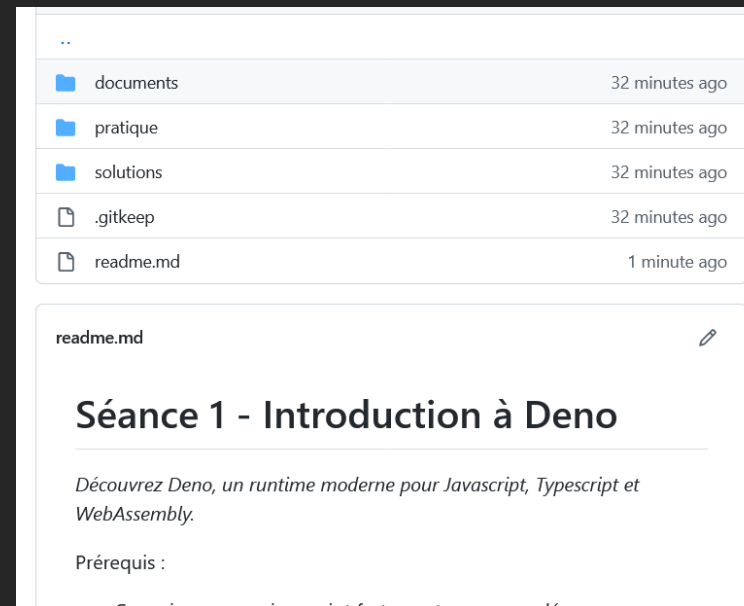 ..
documents 32 minutes ago
pratique 32 minutes ago
solutions 32 minutes ago
.gitkeep 32 minutes ago
readme.md 1 minute ago
readme.md
Séance 1 - Introduction à Deno
Découvrez Deno, un runtime moderne pour Javascript, Typescript et
WebAssembly.
Prérequis :